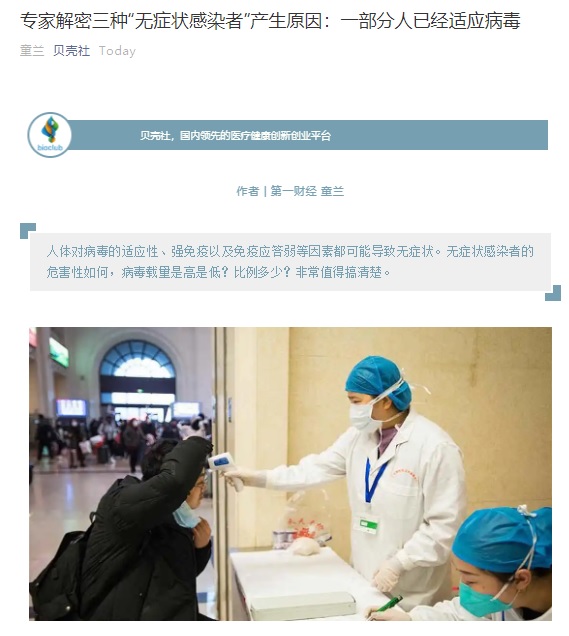 专家解密三种“无症状感染者”产生原因：一部分人已经适应病毒
童兰 贝壳社 Today
bioclub
贝壳社，国内领先的医疗健康创新创业平台
作者 | 第一财经 童兰
人体对病毒的适应性、强免疫以及免疫应答弱等因素都可能导致无症状。无症状感染者的
危害性如何，病毒载量是高是低？比例多少？非常值得搞清楚。